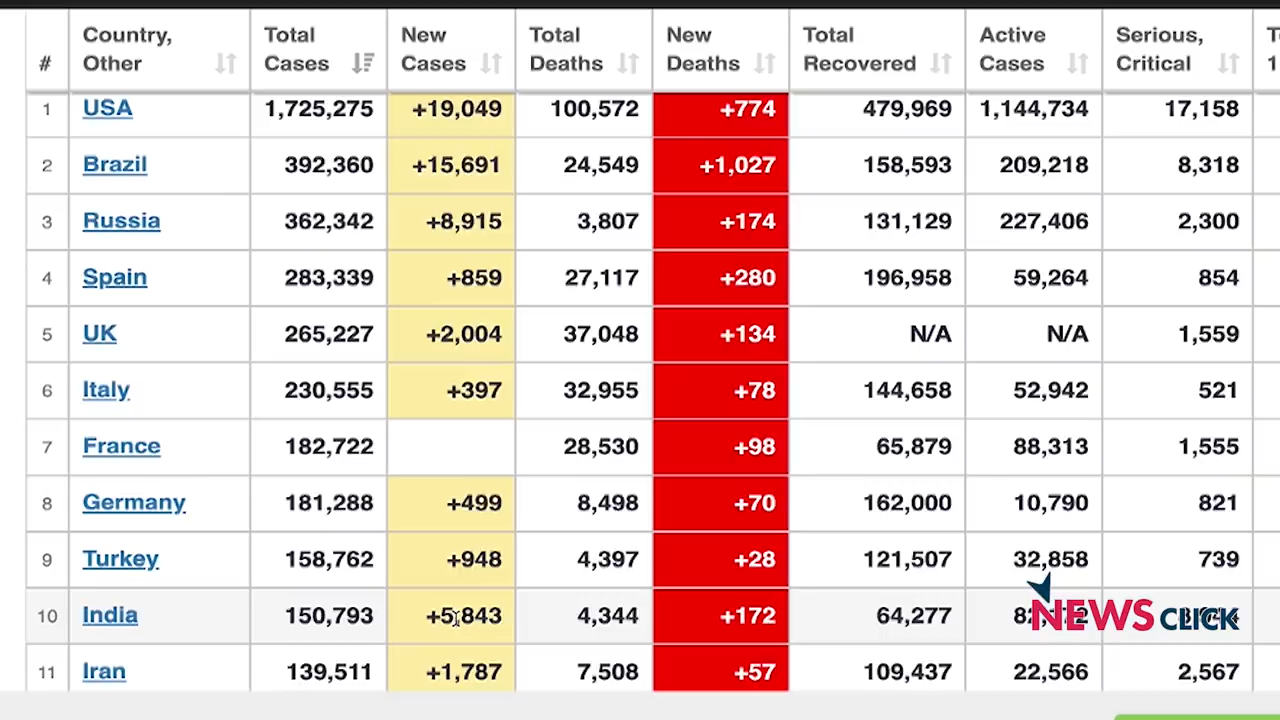 # Country, Other Total Cases New Cases Total Deaths New Deaths Total Recovered Active Cases Serious, Critical
1 USA 1,725,275 +19,049 100,572 +774 479,969 1,144,734 17,158
2 Brazil 392,360 +15,691 24,549 +1,027 158,593 209,218 8,318
3 Russia 362,342 +8,915 3,807 +174 131,129 227,406 2,300
4 Spain 283,339 +859 27,117 +280 196,958 59,264 854
5 UK 265,227 +2,004 37,048 +134 N/A N/A 1,559
6 Italy 230,555 +397 32,955 +78 144,658 52,942 521
7 France 182,722 28,530 +98 65,879 88,313 1,555
8 Germany 181,288 +499 8,498 +70 162,000 10,790 821
9 Turkey 158,762 +948 4,397 +28 121,507 32,858 739
10 India 150,793 +5,843 4,344 +172 64,277
NEWS CLICK
11 Iran 139,511 +1,787 7,508 +57 109,437 22,566 2,567